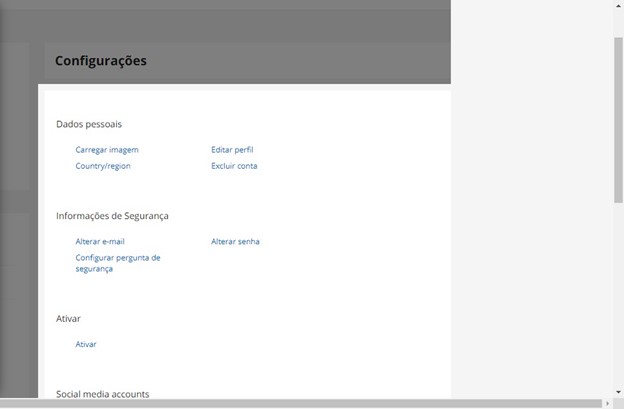 Configurações
Dados pessoais
Carregar imagem Editar perfil
Country/region Excluir conta
Informações de Segurança
Alterar e-mail Alterar senha
Configurar pergunta de
segurança
Ativar
Ativar
Social media accounts